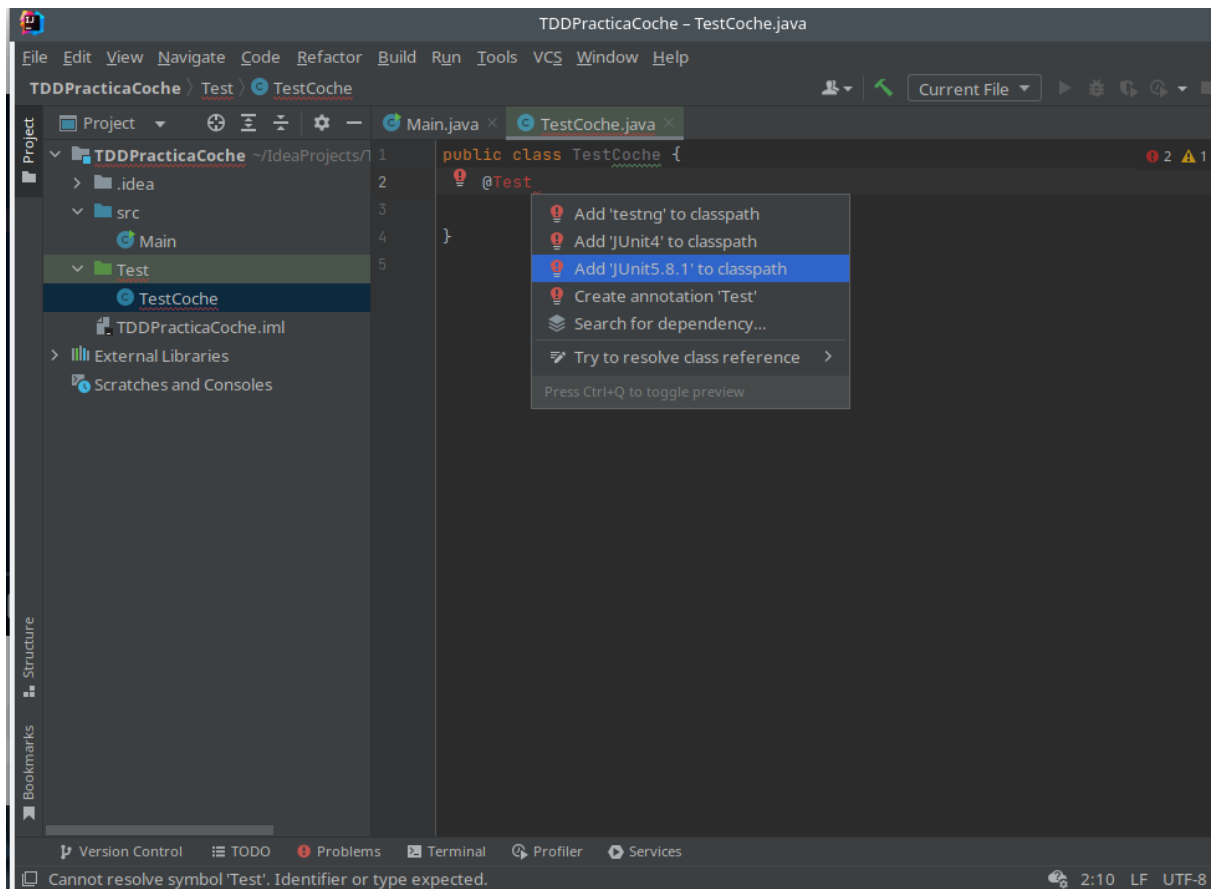 TDDPracticaCoche – TestCoche.java
File Edit View Navigate Code Refactor Build Run Tools VCS Window Help
TDDPracticaCoche Test TestCoche
Current File
Project
Project
Main.java
TestCoche.java
TDDPracticaCoche ~/IdeaProjects/T
.idea
src
Main
Test
TestCoche
TDDPracticaCoche.iml
External Libraries
Scratches and Consoles
1 public class TestCoche {
2 @Test
3
4 }
5
2 1
Add 'testng' to classpath
Add 'JUnit4' to classpath
Add 'JUnit5.8.1' to classpath
Create annotation 'Test'
Search for dependency...
Try to resolve class reference
Press Ctrl+Q to toggle preview
Structure
Bookmarks
Version Control TODO Problems Terminal Profiler Services
Cannot resolve symbol 'Test'. Identifier or type expected. 2:10 LF UTF-8